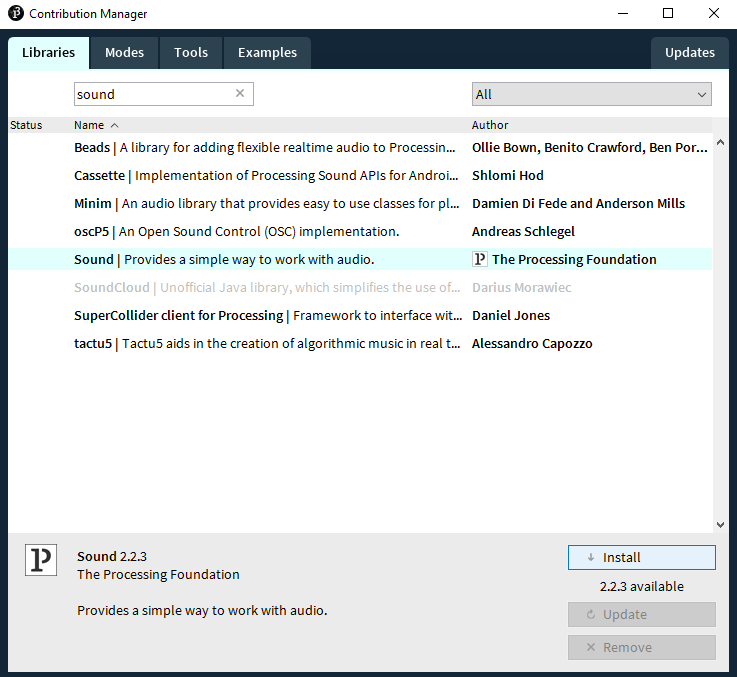 Contribution Manager
Libraries Modes Tools Examples Updates
sound All
Status Name Author
Beads | A library for adding flexible realtime audio to Processin... Ollie Bown, Benito Crawford, Ben Por...
Cassette | Implementation of Processing Sound APIs for Androi... Shlomi Hod
Minim | An audio library that provides easy to use classes for pl... Damien Di Fede and Anderson Mills
oscP5 | An Open Sound Control (OSC) implementation. Andreas Schlegel
Sound | Provides a simple way to work with audio. P The Processing Foundation
SoundCloud | Unofficial Java library, which simplifies the use of... Darius Morawiec
SuperCollider client for Processing | Framework to interface wit... Daniel Jones
tactu5 | Tactu5 aids in the creation of algorithmic music in real t... Alessandro Capozzo
P Sound 2.2.3
The Processing Foundation
Provides a simple way to work with audio.
Install
2.2.3 available
Update
Remove